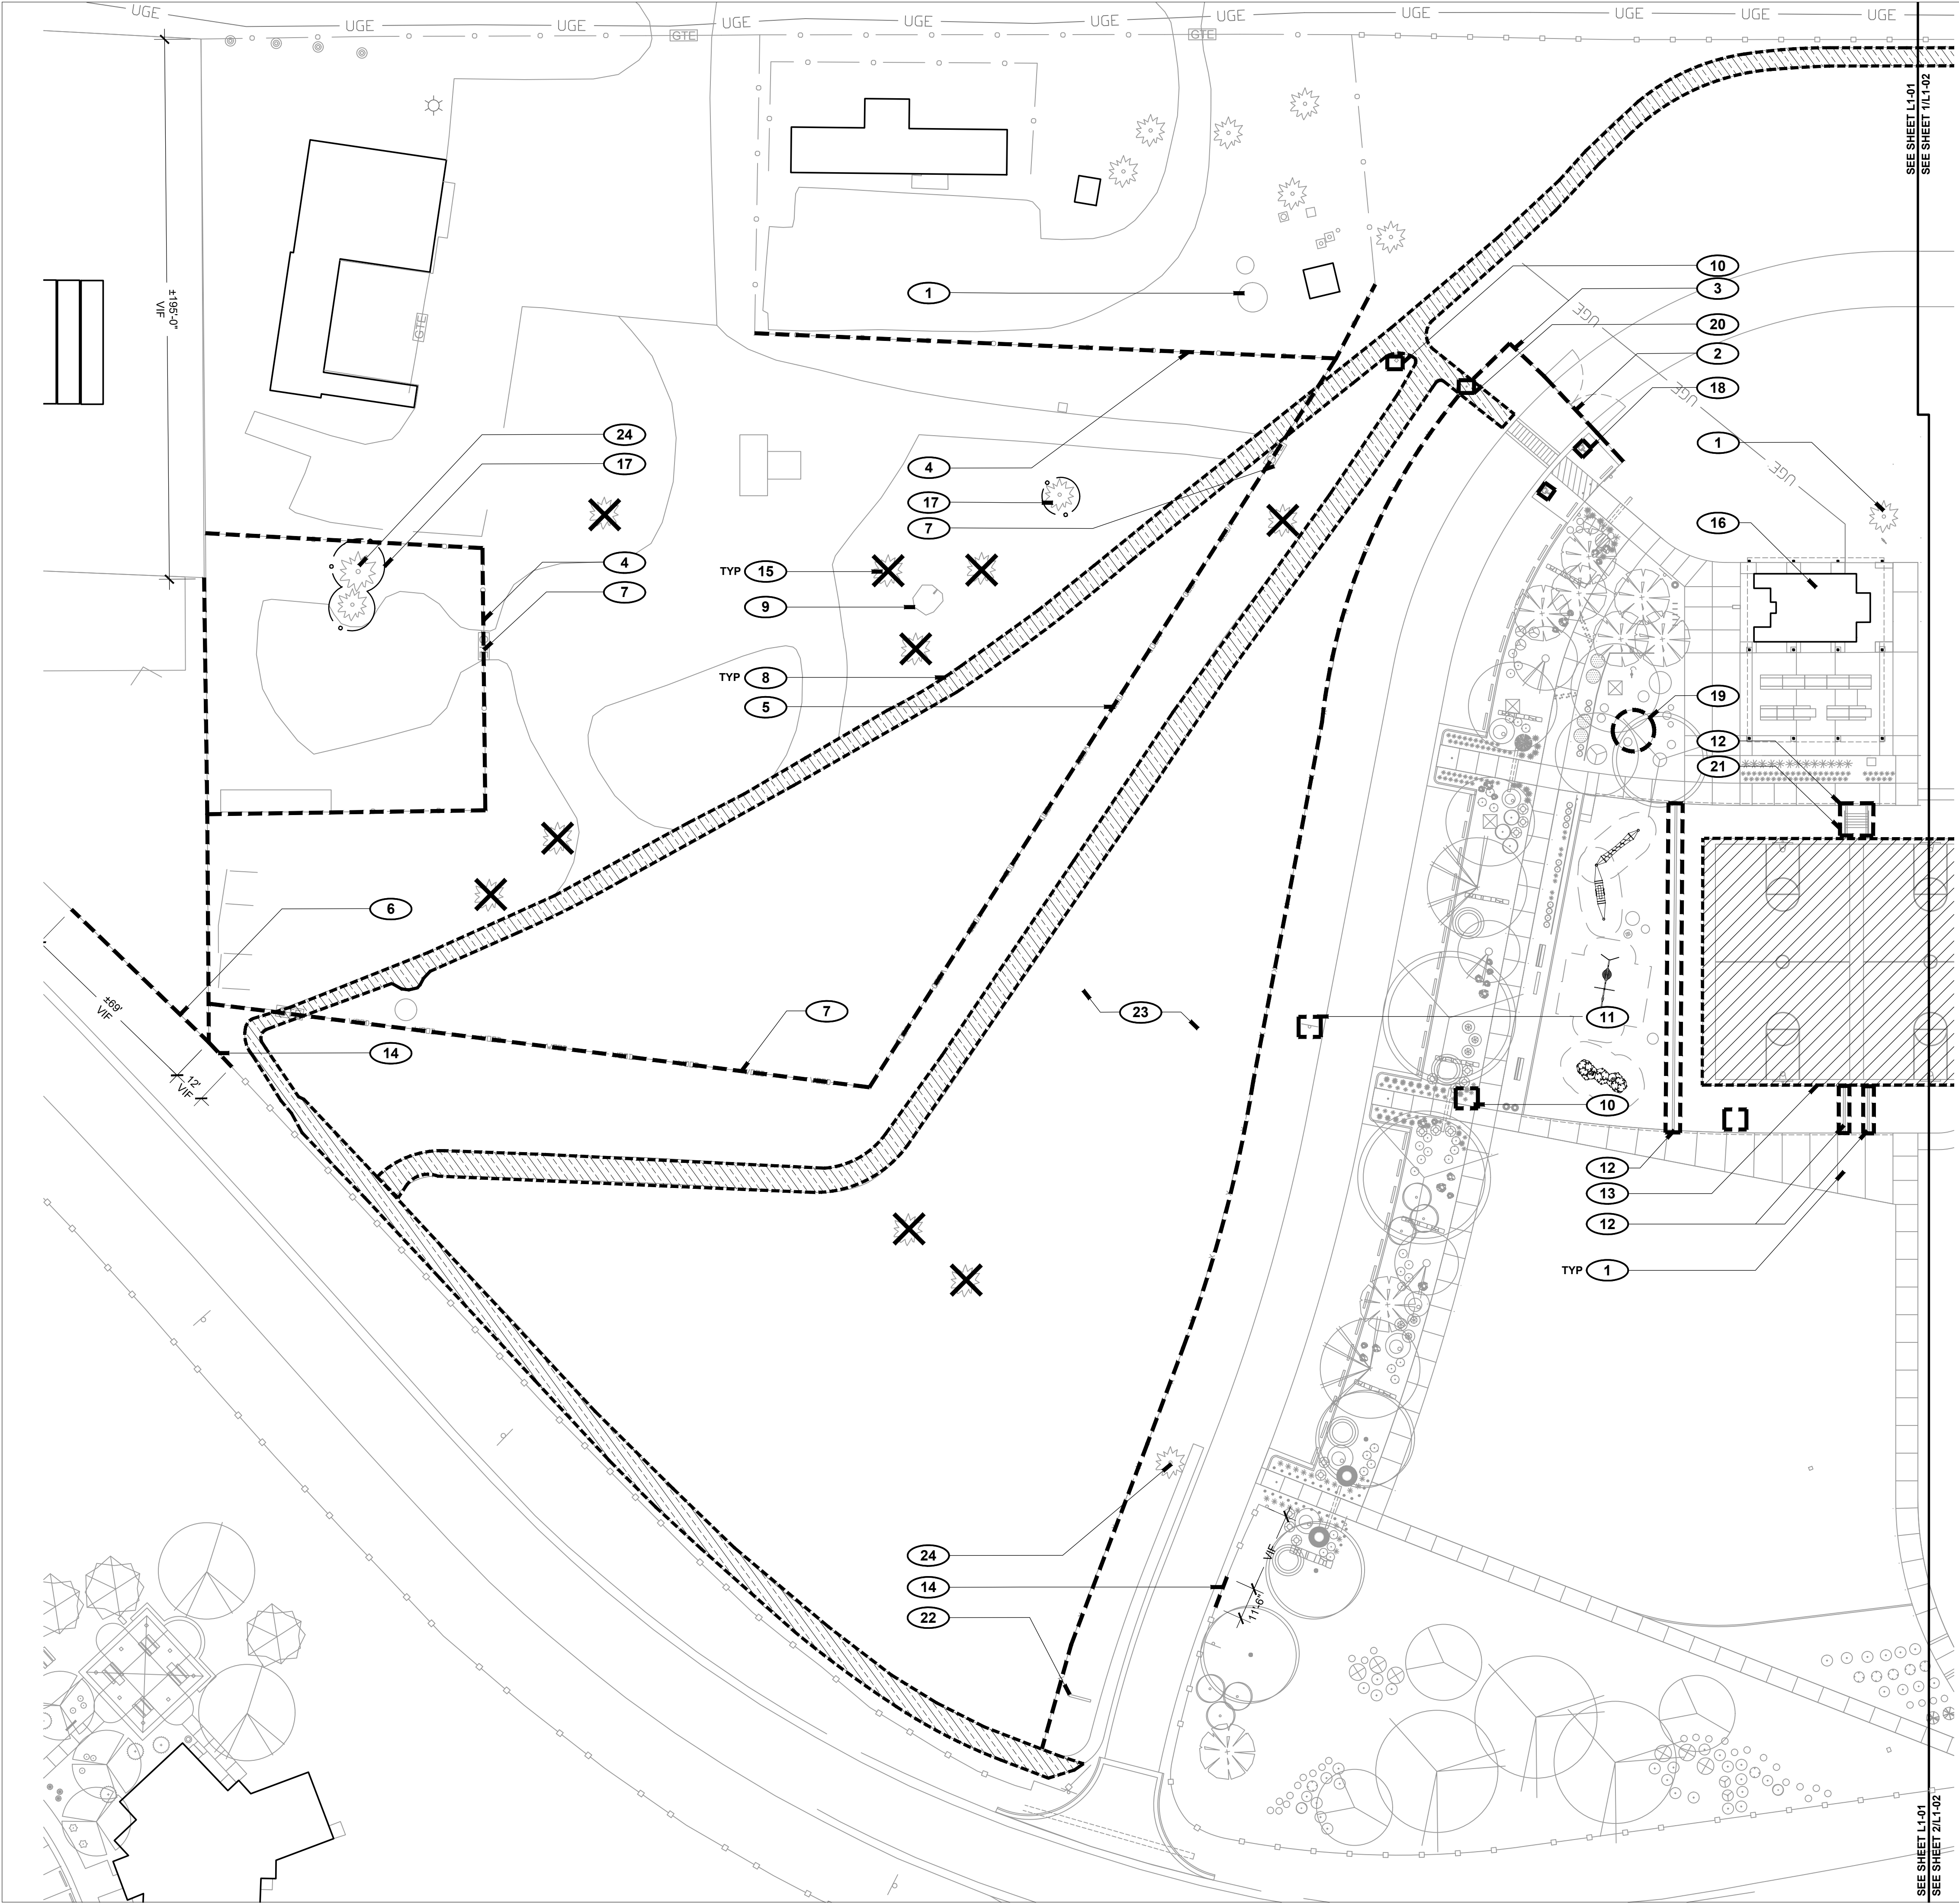 UGE
UGE
UGE
UGE
UGE
UGE
UGE
UGE
UGE
UGE
UGE
GTE
GTE
SEE SHEET L1-01
SEE SHEET 1/L1-02
±195'-0"
VIF
GTE
1
10
3
UGE
20
2
18
UGE
1
UGE
24
17
4
17
7
16
4
7
TYP 15
9
TYP 8
5
19
12
21
6
±69'
VIF
12'
VIF
14
7
23
11
10
12
13
12
TYP 1
24
14
22
VIF
11'-6"
SEE SHEET L1-01
SEE SHEET 2/L1-02